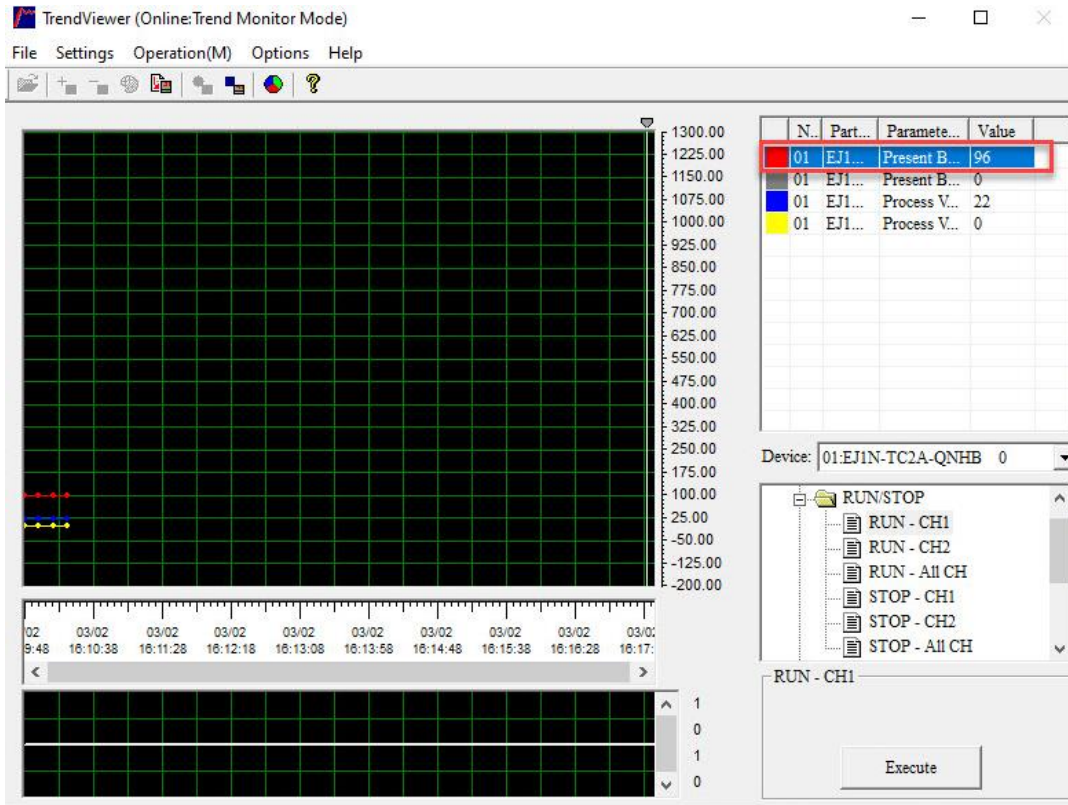 TrendViewer (Online:Trend Monitor Mode)
File Settings Operation(M) Options Help
1300.00
1225.00
1150.00
1075.00
1000.00
925.00
850.00
775.00
700.00
625.00
550.00
475.00
400.00
325.00
250.00
175.00
100.00
25.00
-50.00
-125.00
-200.00
02 03/02 03/02 03/02 03/02 03/02 03/02 03/02 03/02 03/02
9:48 16:10:38 16:11:28 16:12:18 16:13:08 16:13:58 16:14:48 16:15:38 16:16:28 16:17:
1
0
1
0
N.. Part... Paramete... Value
01 EJ1... Present B... 96
01 EJ1... Present B... 0
01 EJ1... Process V... 22
01 EJ1... Process V... 0
Device: 01:EJ1N-TC2A-QNHB 0
RUN/STOP
RUN - CH1
RUN - CH2
RUN - All CH
STOP - CH1
STOP - CH2
STOP - All CH
RUN - CH1
Execute